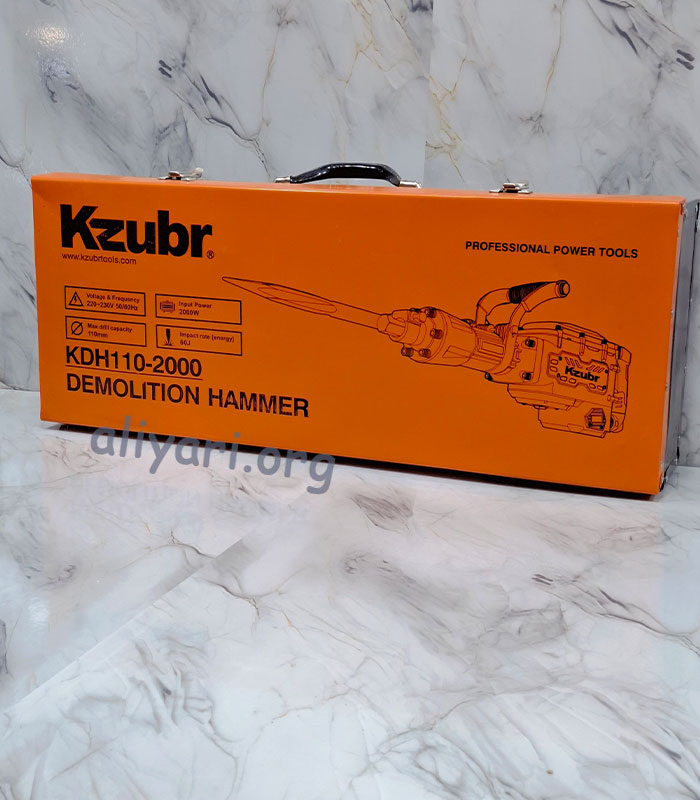 Kzubr®
www.kzubrtools.com
PROFESSIONAL POWER TOOLS
Voltage & Frequency
220~230V 50/60Hz
Input Power
2000W
Max drill capacity
110mm
Impact rate [energy]
60J
Kzubr
KDH110-2000
DEMOLITION HAMMER
aliyari.org